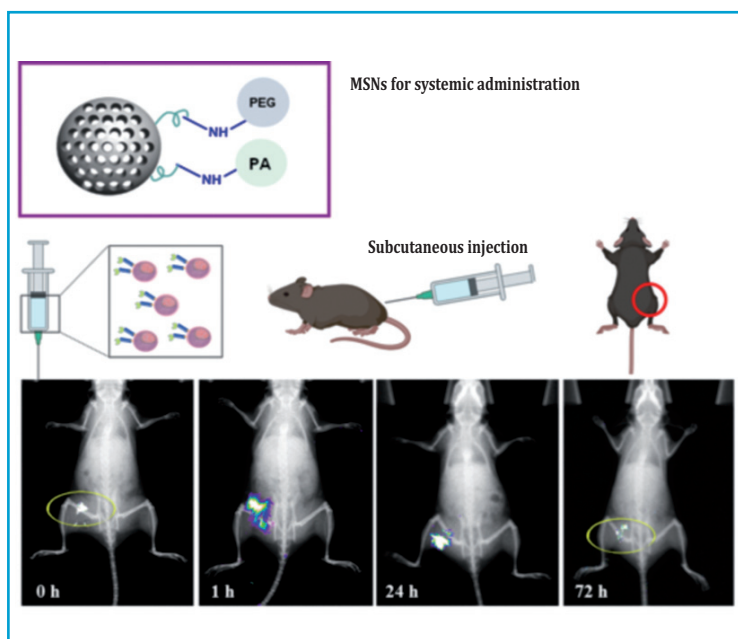 MSNs for systemic administration
PEG
NH
PA
NH
Subcutaneous injection
0 h
1 h
24 h
72 h